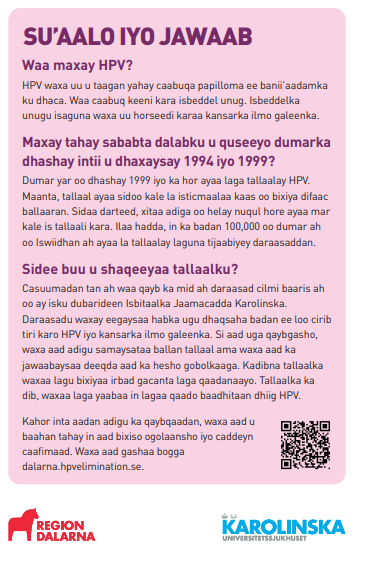 SU'AALO IYO JAWAAB
Waa maxay HPV?
HPV waxa uu u taagan yahay caabuqa papilloma ee banii'aadamka
ku dhaca. Waa caabuq keeni kara isbeddel unug. Isbeddelka
unugu isaguna waxa uu horseedi karaa kansarka ilmo galeenka.
Maxay tahay sababta dalabku u quseeyo dumarka
dhashay intii u dhaxaysay 1994 iyo 1999?
Dumar yar oo dhashay 1999 iyo ka hor ayaa laga tallaalay HPV.
Maanta, tallaal ayaa sidoo kale la isticmaalaa kaas oo bixiya difaac
ballaaran. Sidaa darteed, xitaa adiga oo helay nuqul hore ayaa mar
kale is tallaali kara. Ilaa hadda, in ka badan 100,000 oo dumar ah
oo Iswiidhan ah ayaa la tallaalay laguna tijaabiyey daraasaddan.
Sidee buu u shaqeeyaa tallaalku?
Casuumadan tan ah waa qayb ka mid ah daraasad cilmi baaris ah
oo ay isku dubarideen Isbitaalka Jaamacadda Karolinska.
Daraasadu waxay eegaysaa habka ugu dhaqsaha badan ee loo cirib
tiri karo HPV iyo kansarka ilmo galeenka. Si aad uga qaybgasho,
waxa aad adigu samaysataa ballan tallaal ama waxa aad ka
jawaabaysaa deeqda aad ka hesho gobolkaaga. Kadibna tallaalka
waxaa lagu bixiyaa irbad gacanta laga qaadanaayo. Tallaalka ka
dib, waxaa laga yaabaa in lagaa qaado baadhitaan dhiig HPV.
Kahor inta aadan adigu ka qaybqaadan, waxa aad u
baahan tahay in aad bixiso ogolaansho iyo caddeyn
caafimaad. Waxa aad gashaa bogga
dalarna.hpvelimination.se.
REGION
DALARNA
KAROLINSKA
UNIVERSITETSSJUKHUSET